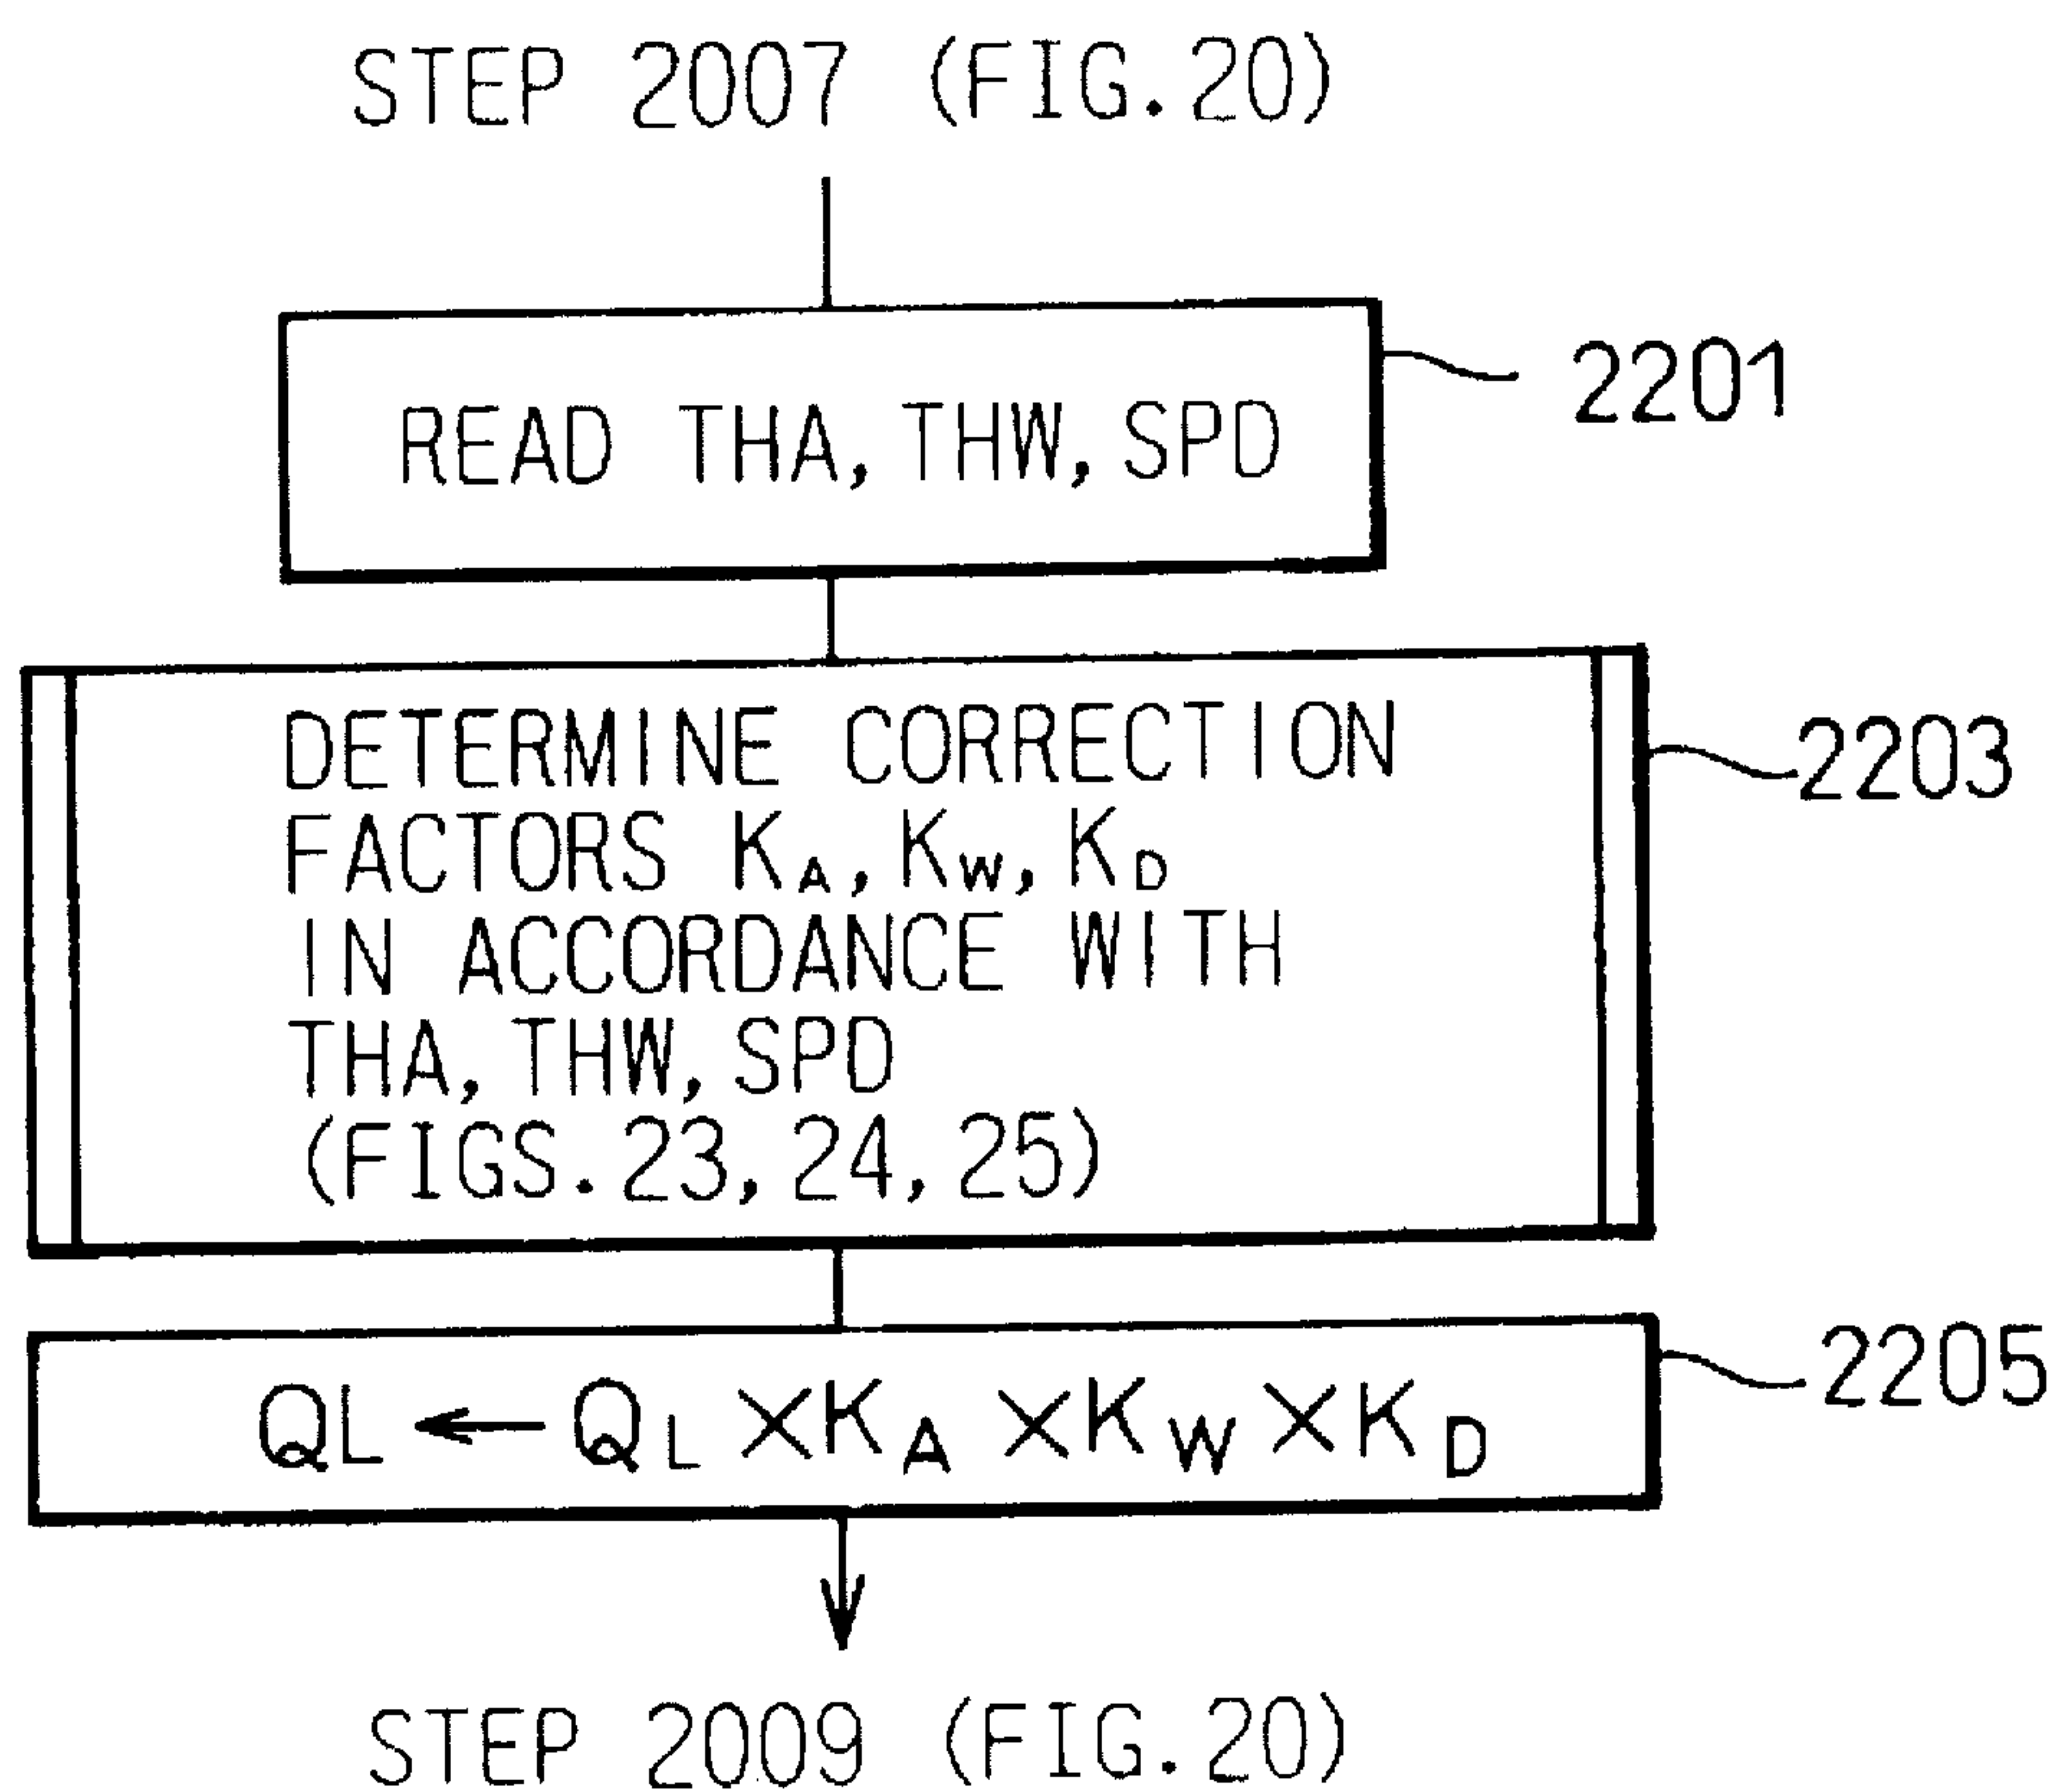 STEP 2007 (FIG.20)
READ THA, THW, SPD
2201
DETERMINE CORRECTION
2203
FACTORS KA, KW, KD
IN ACCORDANCE WITH
THA, THW, SPD
(FIGS.23, 24, 25)
QL ← QL ×KA ×KW ×KD
2205
STEP 2009 (FIG.20)